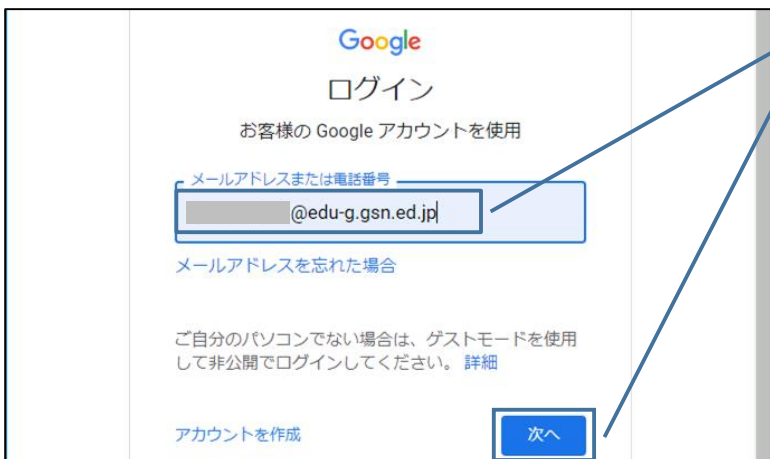 Google
ログイン
お客様の Google アカウントを使用
メールアドレスまたは電話番号
@edu-g.gsn.ed.jp
メールアドレスを忘れた場合
ご自分のパソコンでない場合は、ゲストモードを使用
して非公開でログインしてください。 詳細
アカウントを作成
次へ